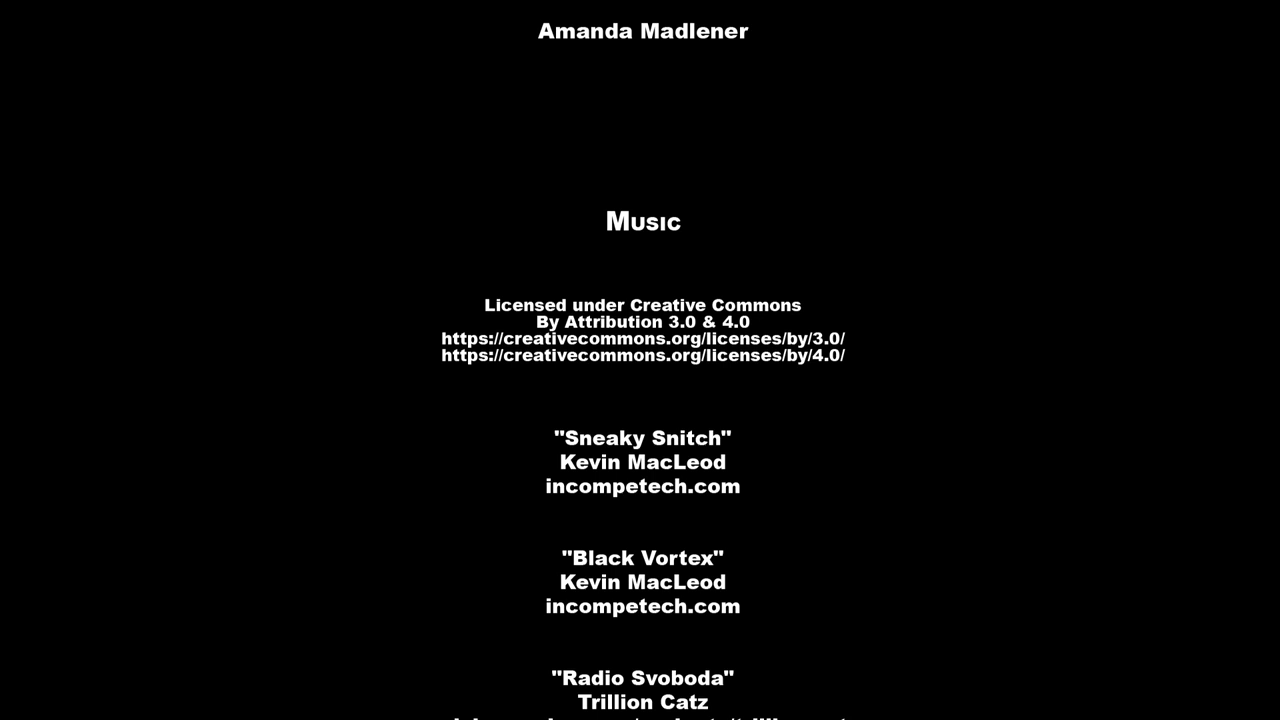 Amanda Madlener
Music
Licensed under Creative Commons
By Attribution 3.0 & 4.0
https://creativecommons.org/licenses/by/3.0/
https://creativecommons.org/licenses/by/4.0/
"Sneaky Snitch"
Kevin MacLeod
incompetech.com
"Black Vortex"
Kevin MacLeod
incompetech.com
"Radio Svoboda"
Trillion Catz